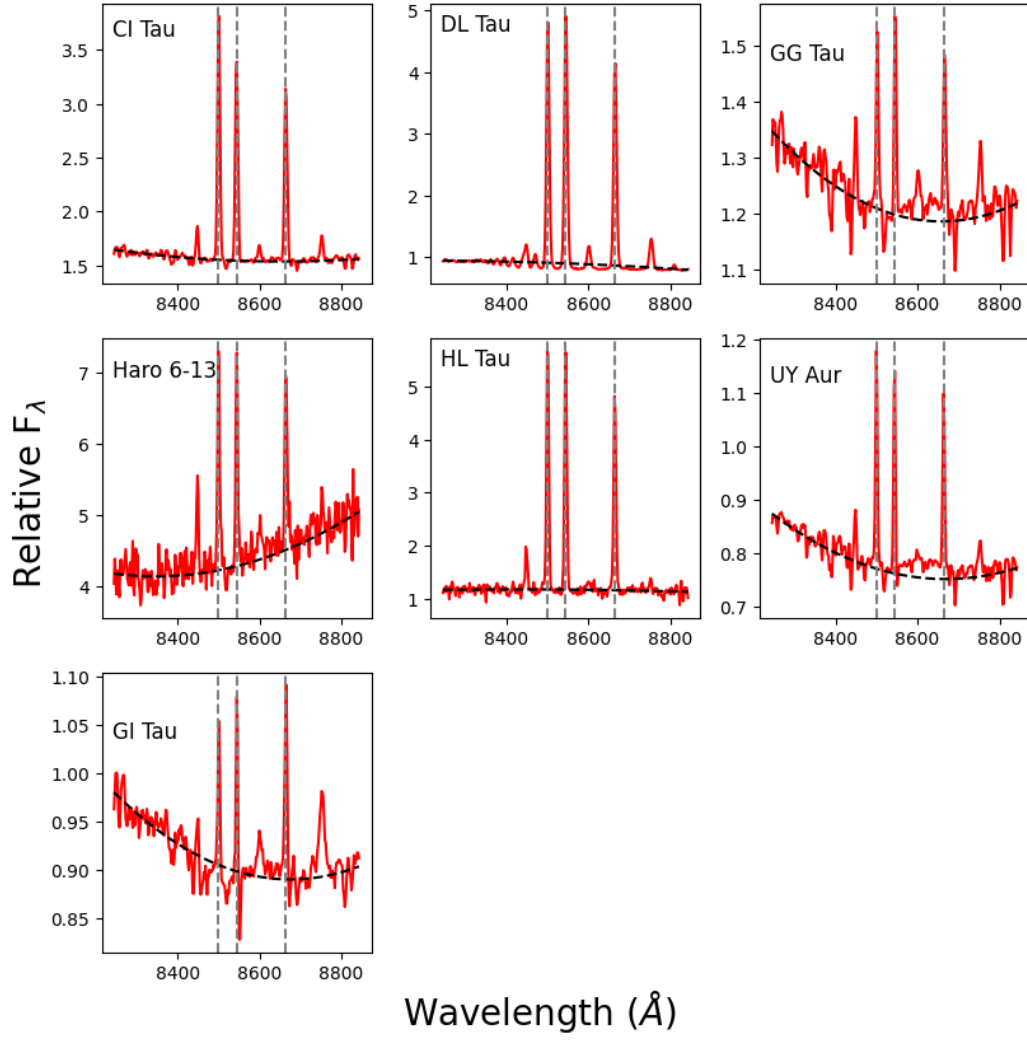 CI Tau
3.5
3.0
2.5
2.0
1.5
8400 8600 8800
DL Tau
5
4
3
2
1
8400 8600 8800
GG Tau
1.5
1.4
1.3
1.2
1.1
8400 8600 8800
Haro 6-13
7
6
5
4
8400 8600 8800
HL Tau
5
4
3
2
1
8400 8600 8800
UY Aur
1.2
1.1
1.0
0.9
0.8
0.7
8400 8600 8800
GI Tau
1.10
1.05
1.00
0.95
0.90
0.85
8400 8600 8800
Relative Fλ
Wavelength (Å)